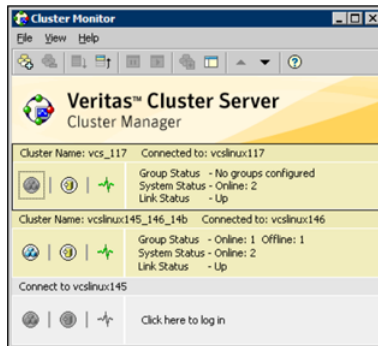 Cluster Monitor
File View Help
Veritas™ Cluster Server
Cluster Manager
Cluster Name: vcs_117 Connected to: vcslinux117
Group Status - No groups configured
System Status - Online: 2
Link Status - Up
Cluster Name: vcslinux145_146_14b Connected to: vcslinux146
Group Status - Online: 1 Offline: 1
System Status - Online: 2
Link Status - Up
Connect to vcslinux145
Click here to log in